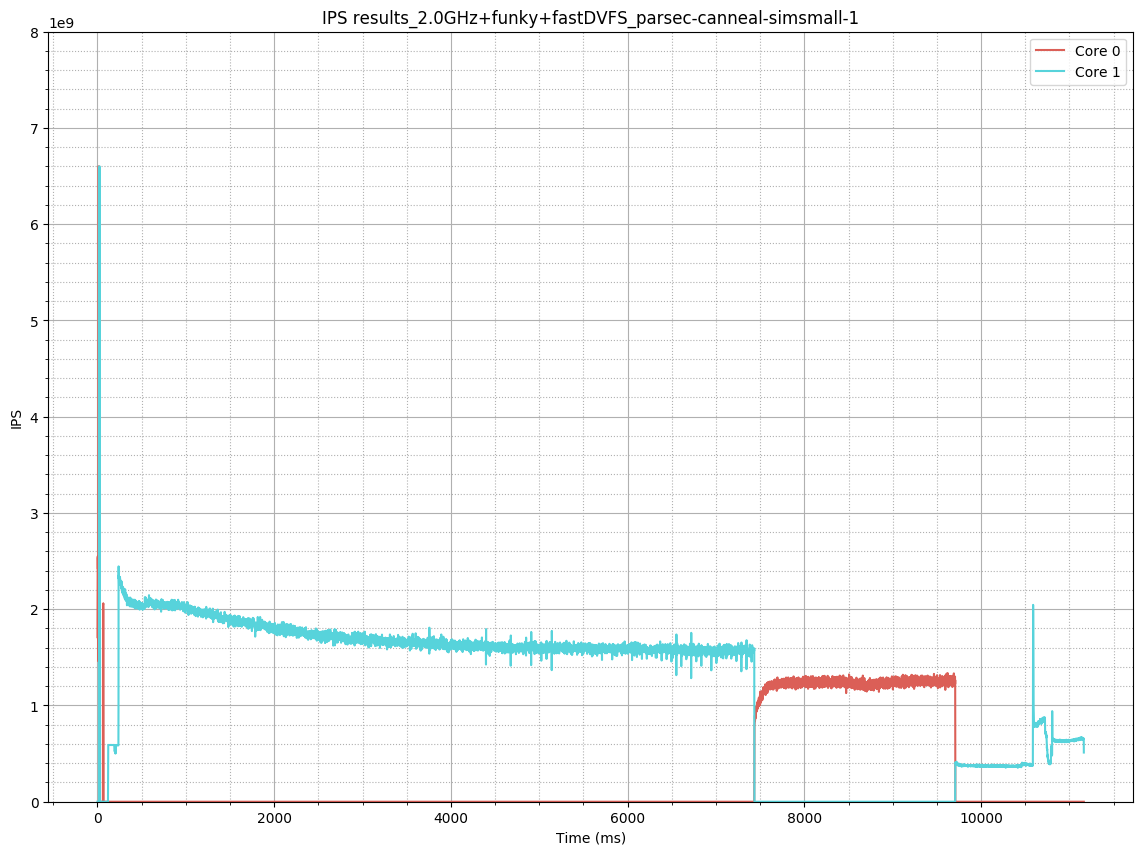 IPS results_2.0GHz+funky+fastDVFS_parsec-canneal-simsmall-1
1e9
8
7
6
5
4
3
2
1
0
IPS
Core 0
Core 1
0 2000 4000 6000 8000 10000
Time (ms)